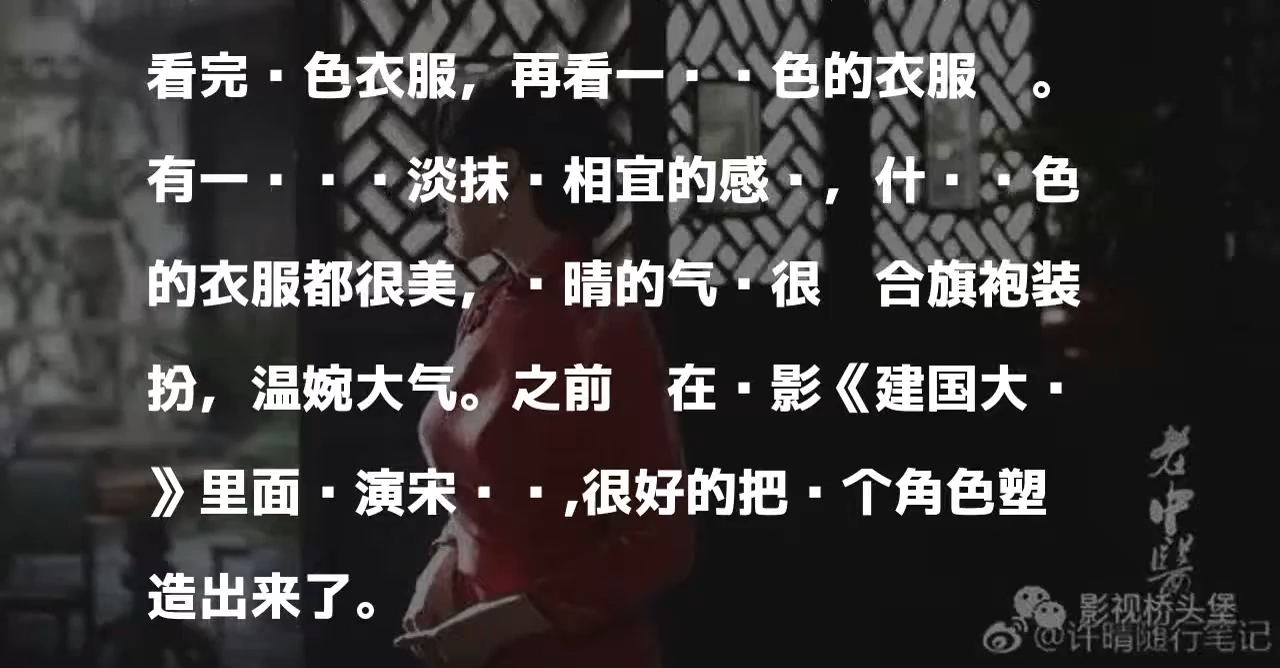 看完·色衣服，再看一··色的衣服 。
有一···淡抹·相宜的感·，什··色
的衣服都很美，·晴的气·很 合旗袍装
扮，温婉大气。之前 在·影《建国大·
》里面·演宋··,很好的把·个角色塑
造出来了。
老中醫
影视桥头堡
@许晴随行笔记